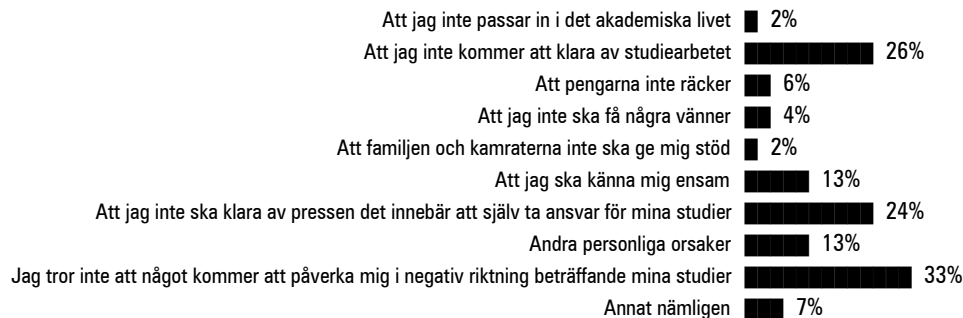 Att jag inte passar in i det akademiska livet 2%
Att jag inte kommer att klara av studiearbetet 26%
Att pengarna inte räcker 6%
Att jag inte ska få några vänner 4%
Att familjen och kamraterna inte ska ge mig stöd 2%
Att jag ska känna mig ensam 13%
Att jag inte ska klara av pressen det innebär att själv ta ansvar för mina studier 24%
Andra personliga orsaker 13%
Jag tror inte att något kommer att påverka mig i negativ riktning beträffande mina studier 33%
Annat nämligen 7%